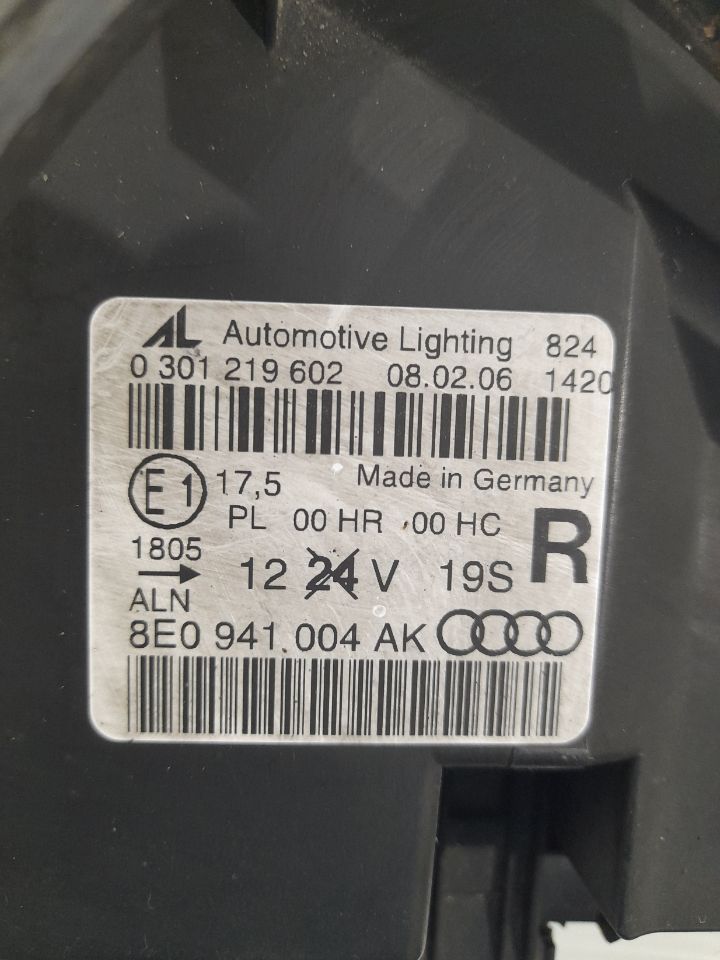 AL Automotive Lighting 824
0 301 219 602 08.02.06 1420
E1 17,5 Made in Germany
PL 00 HR 00 HC R
1805
→ 12 24 V 19S
ALN
8E0 941.004 AK